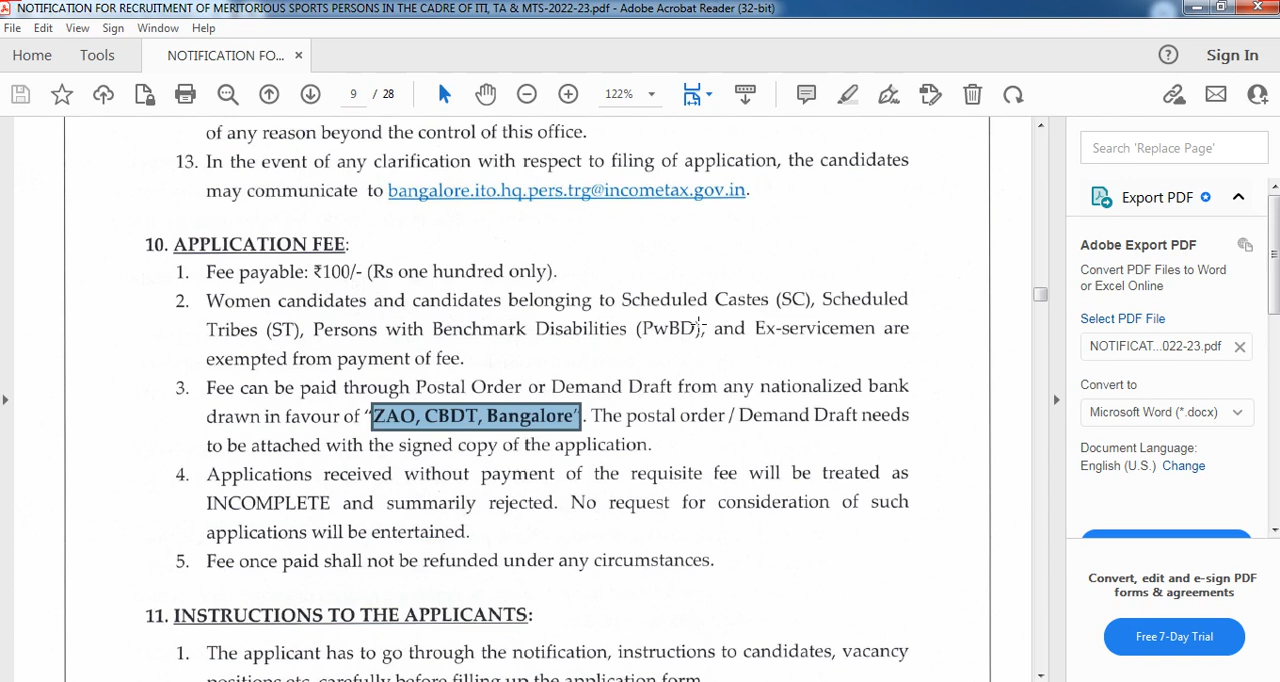 NOTIFICATION FOR RECRUITMENT OF MERITORIOUS SPORTS PERSONS IN THE CADRE OF ITI, TA & MTS-2022-23.pdf - Adobe Acrobat Reader (32-bit)
File Edit View Sign Window Help
Home Tools NOTIFICATION FO... × Sign In
9 / 28 122%
of any reason beyond the control of this office.
13. In the event of any clarification with respect to filing of application, the candidates
may communicate to bangalore.ito.hq.pers.trg@incometax.gov.in.
10. APPLICATION FEE:
1. Fee payable: ₹100/- (Rs one hundred only).
2. Women candidates and candidates belonging to Scheduled Castes (SC), Scheduled
Tribes (ST), Persons with Benchmark Disabilities (PwBD), and Ex-servicemen are
exempted from payment of fee.
3. Fee can be paid through Postal Order or Demand Draft from any nationalized bank
drawn in favour of "ZAO, CBDT, Bangalore". The postal order / Demand Draft needs
to be attached with the signed copy of the application.
4. Applications received without payment of the requisite fee will be treated as
INCOMPLETE and summarily rejected. No request for consideration of such
applications will be entertained.
5. Fee once paid shall not be refunded under any circumstances.
11. INSTRUCTIONS TO THE APPLICANTS:
1. The applicant has to go through the notification, instructions to candidates, vacancy
positions etc. carefully before filling up the application form.
Search 'Replace Page'
Export PDF
Adobe Export PDF
Convert PDF Files to Word
or Excel Online
Select PDF File
NOTIFICAT...022-23.pdf
Convert to
Microsoft Word (*.docx)
Document Language:
English (U.S.) Change
Convert, edit and e-sign PDF
forms & agreements
Free 7-Day Trial